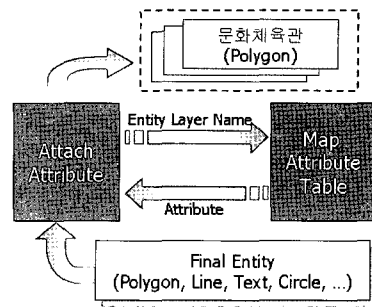 문화체육관
(Polygon)
Entity Layer Name
Attach
Attribute
Map
Attribute
Table
Attribute
Final Entity
(Polygon, Line, Text, Circle, ...)